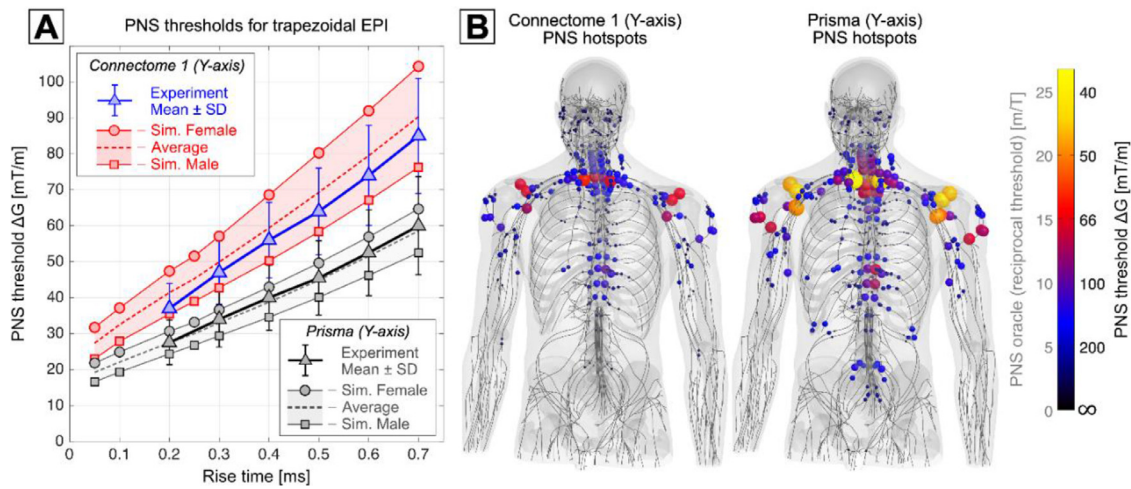 A
PNS thresholds for trapezoidal EPI
PNS threshold ΔG [mT/m]
100
90
80
70
60
50
40
30
20
10
0
Connectome 1 (Y-axis)
Experiment
Mean ± SD
Sim. Female
Average
Sim. Male
Prisma (Y-axis)
Experiment
Mean ± SD
Sim. Female
Average
Sim. Male
0 0.1 0.2 0.3 0.4 0.5 0.6 0.7
Rise time [ms]
B
Connectome 1 (Y-axis)
PNS hotspots
Prisma (Y-axis)
PNS hotspots
PNS oracle (reciprocal threshold) [m/T]
25
20
15
10
5
0
40
50
66
100
200
∞
PNS threshold ΔG [mT/m]